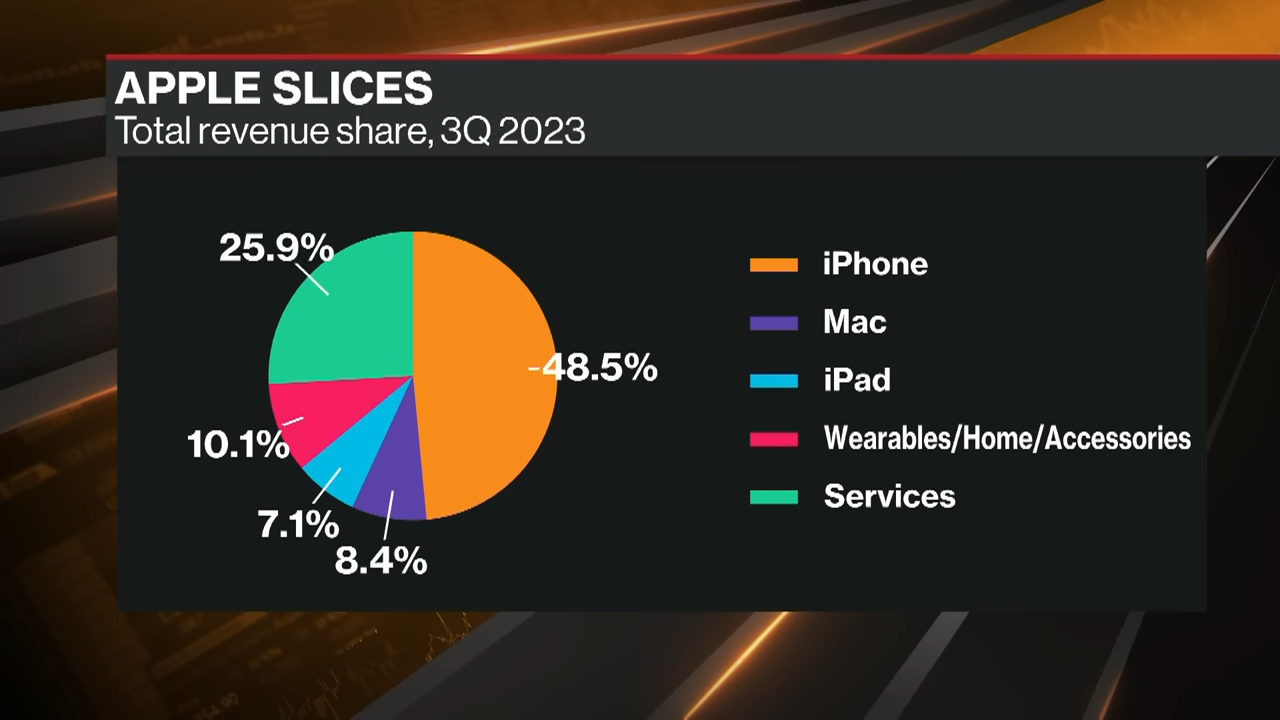 APPLE SLICES
Total revenue share, 3Q 2023
25.9%
48.5%
10.1%
7.1%
8.4%
iPhone
Mac
iPad
Wearables/Home/Accessories
Services